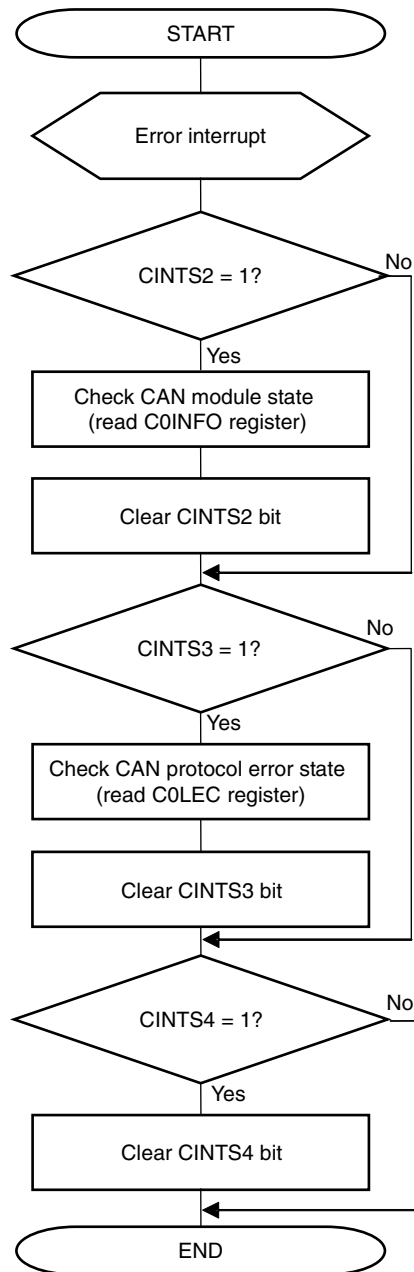 START
Error interrupt
CINTS2 = 1?
No
Yes
Check CAN module state
(read C0INFO register)
Clear CINTS2 bit
CINTS3 = 1?
No
Yes
Check CAN protocol error state
(read C0LEC register)
Clear CINTS3 bit
CINTS4 = 1?
No
Yes
Clear CINTS4 bit
END